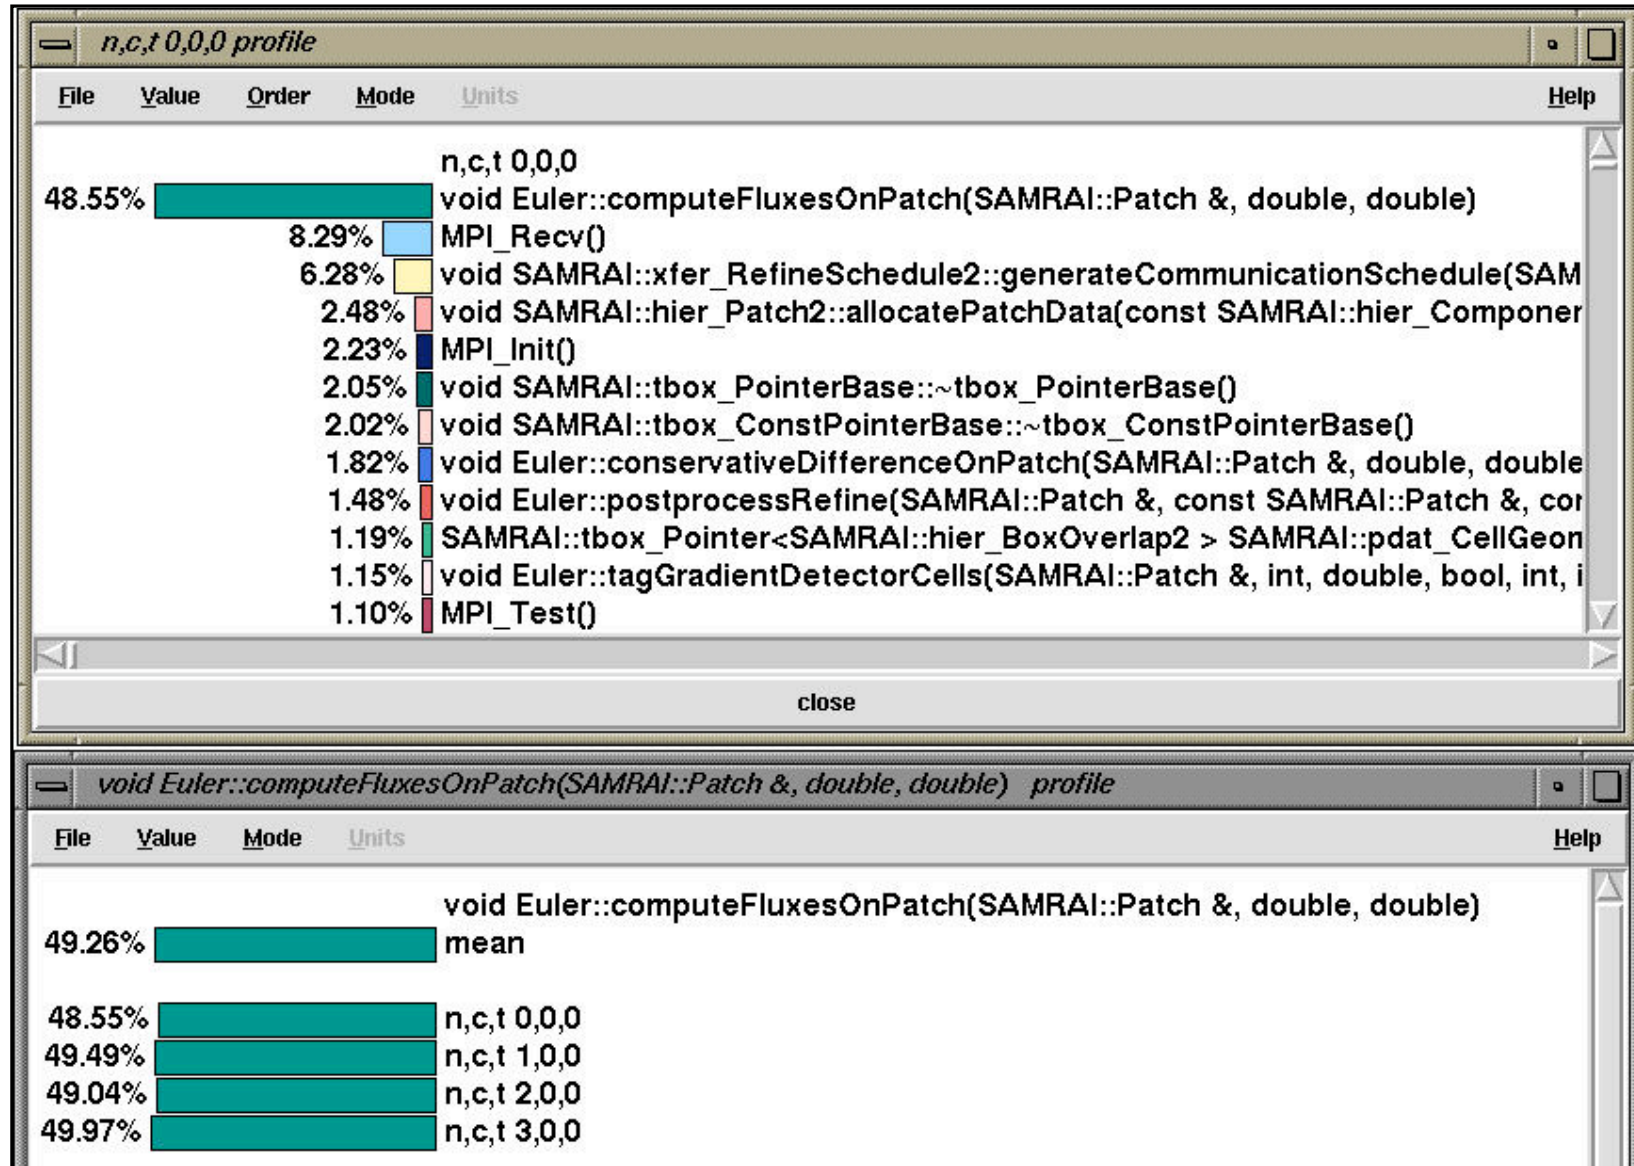 n,c,t 0,0,0 profile
File Value Order Mode Units Help
n,c,t 0,0,0
48.55% void Euler::computeFluxesOnPatch(SAMRAI::Patch &, double, double)
8.29% MPI_Recv()
6.28% void SAMRAI::xfer_RefineSchedule2::generateCommunicationSchedule(SAM
2.48% void SAMRAI::hier_Patch2::allocatePatchData(const SAMRAI::hier_Componer
2.23% MPI_Init()
2.05% void SAMRAI::tbox_PointerBase::~tbox_PointerBase()
2.02% void SAMRAI::tbox_ConstPointerBase::~tbox_ConstPointerBase()
1.82% void Euler::conservativeDifferenceOnPatch(SAMRAI::Patch &, double, double
1.48% void Euler::postprocessRefine(SAMRAI::Patch &, const SAMRAI::Patch &, cor
1.19% SAMRAI::tbox_Pointer<SAMRAI::hier_BoxOverlap2 > SAMRAI::pdat_CellGeon
1.15% void Euler::tagGradientDetectorCells(SAMRAI::Patch &, int, double, bool, int, i
1.10% MPI_Test()
close
void Euler::computeFluxesOnPatch(SAMRAI::Patch &, double, double) profile
File Value Mode Units Help
void Euler::computeFluxesOnPatch(SAMRAI::Patch &, double, double)
49.26% mean
48.55% n,c,t 0,0,0
49.49% n,c,t 1,0,0
49.04% n,c,t 2,0,0
49.97% n,c,t 3,0,0